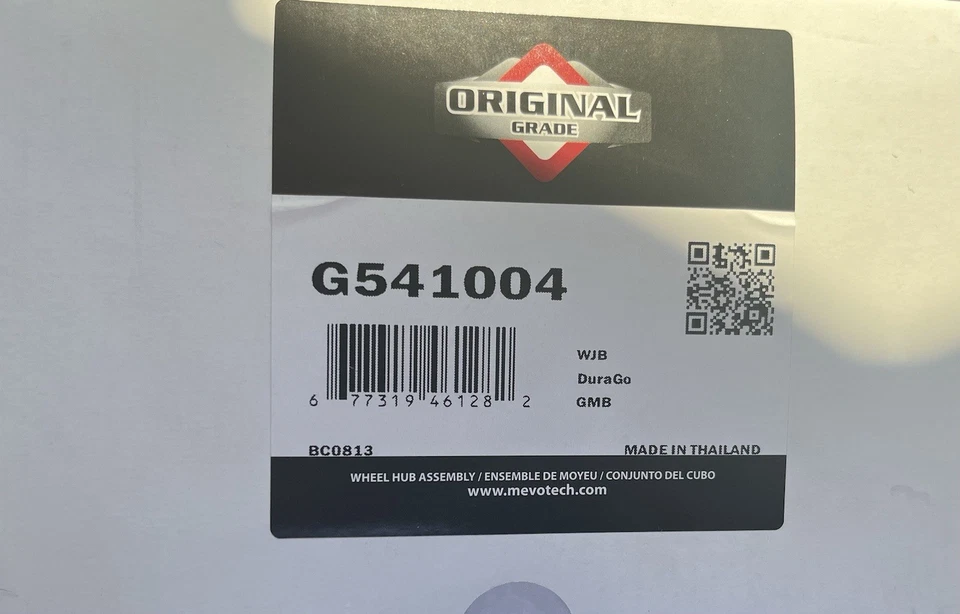 ORIGINAL
GRADE
G541004
6 77319 46128 2
WJB
DuraGo
GMB
BC0813
MADE IN THAILAND
WHEEL HUB ASSEMBLY / ENSEMBLE DE MOYEU / CONJUNTO DEL CUBO
www.mevotech.com